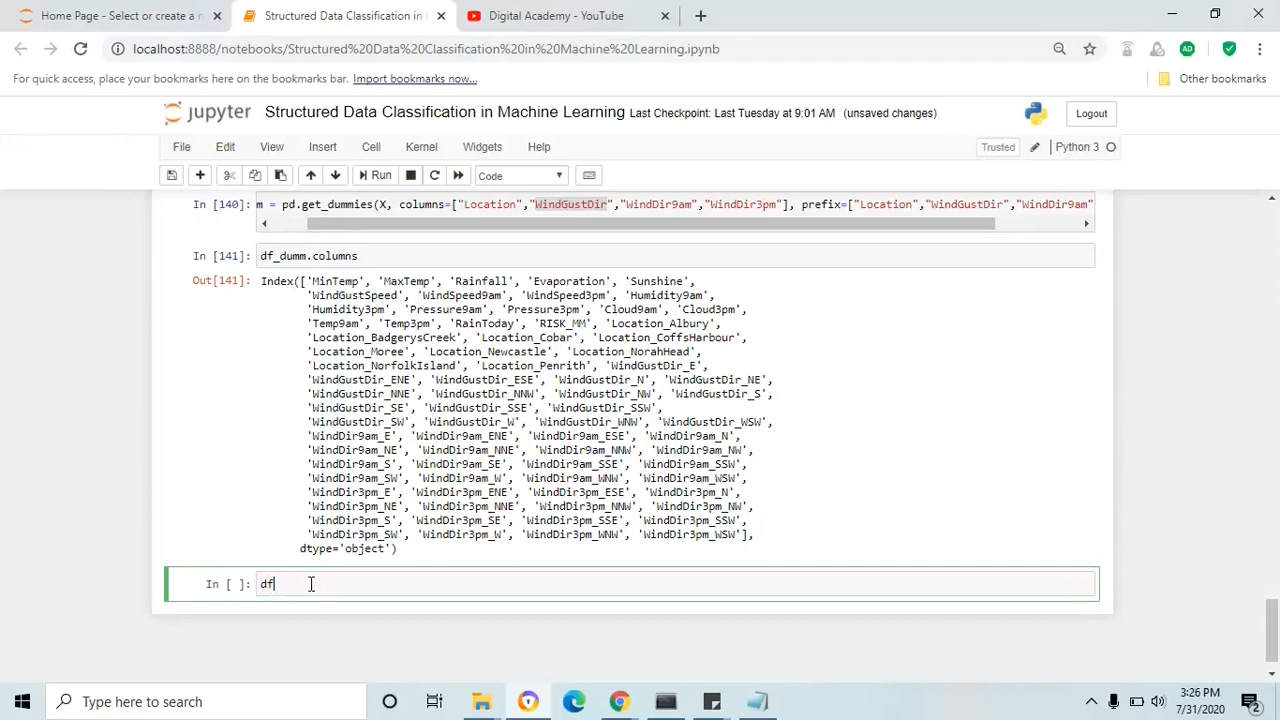 Home Page - Select or create a n
Structured Data Classification in
Digital Academy - YouTube
localhost:8888/notebooks/Structured%20Data%20Classification%20in%20Machine%20Learning.ipynb
For quick access, place your bookmarks here on the bookmarks bar. Import bookmarks now...
Other bookmarks
jupyter Structured Data Classification in Machine Learning Last Checkpoint: Last Tuesday at 9:01 AM (unsaved changes)
Logout
File Edit View Insert Cell Kernel Widgets Help
Trusted
Python 3
Run
Code
In [140]: m = pd.get_dummies(X, columns=["Location","WindGustDir","WindDir9am","WindDir3pm"], prefix=["Location","WindGustDir","WindDir9am"
In [141]: df_dumm.columns
Out[141]: Index(['MinTemp', 'MaxTemp', 'Rainfall', 'Evaporation', 'Sunshine',
'WindGustSpeed', 'WindSpeed9am', 'WindSpeed3pm', 'Humidity9am',
'Humidity3pm', 'Pressure9am', 'Pressure3pm', 'Cloud9am', 'Cloud3pm',
'Temp9am', 'Temp3pm', 'RainToday', 'RISK_MM', 'Location_Albury',
'Location_BadgerysCreek', 'Location_Cobar', 'Location_CoffsHarbour',
'Location_Moree', 'Location_Newcastle', 'Location_NorahHead',
'Location_NorfolkIsland', 'Location_Penrith', 'WindGustDir_E',
'WindGustDir_ENE', 'WindGustDir_ESE', 'WindGustDir_N', 'WindGustDir_NE',
'WindGustDir_NNE', 'WindGustDir_NNW', 'WindGustDir_NW', 'WindGustDir_S',
'WindGustDir_SE', 'WindGustDir_SSE', 'WindGustDir_SSW',
'WindGustDir_SW', 'WindGustDir_W', 'WindGustDir_WNW', 'WindGustDir_WSW',
'WindDir9am_E', 'WindDir9am_ENE', 'WindDir9am_ESE', 'WindDir9am_N',
'WindDir9am_NE', 'WindDir9am_NNE', 'WindDir9am_NNW', 'WindDir9am_NW',
'WindDir9am_S', 'WindDir9am_SE', 'WindDir9am_SSE', 'WindDir9am_SSW',
'WindDir9am_SW', 'WindDir9am_W', 'WindDir9am_WNW', 'WindDir9am_WSW',
'WindDir3pm_E', 'WindDir3pm_ENE', 'WindDir3pm_ESE', 'WindDir3pm_N',
'WindDir3pm_NE', 'WindDir3pm_NNE', 'WindDir3pm_NNW', 'WindDir3pm_NW',
'WindDir3pm_S', 'WindDir3pm_SE', 'WindDir3pm_SSE', 'WindDir3pm_SSW',
'WindDir3pm_SW', 'WindDir3pm_W', 'WindDir3pm_WNW', 'WindDir3pm_WSW'],
dtype='object')
In [ ]: df
Type here to search
3:26 PM
7/31/2020
2